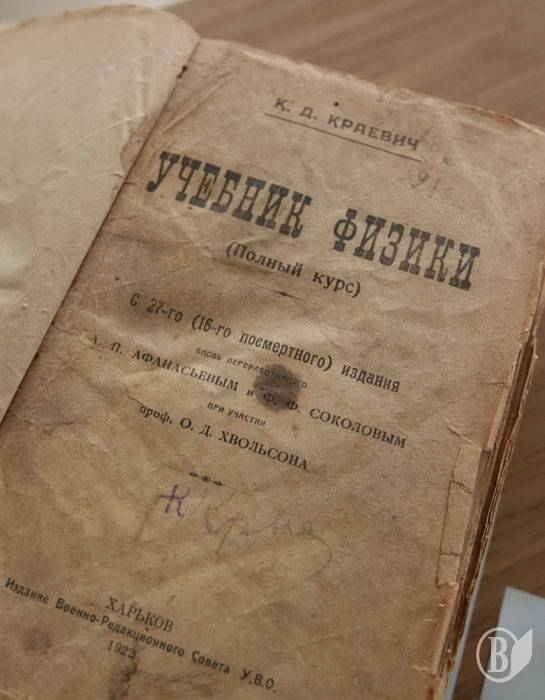 К. Д. КРАЕВИЧ
91
УЧЕБНИК ФИЗИКИ
(Полный курс)
С 27-го (16-го посмертного) издания
вновь переработанного
А. П. АФАНАСЬЕВЫМ и Ф. Ф. СОКОЛОВЫМ
ПРИ УЧАСТИИ
проф. О. Д. ХВОЛЬСОНА
К
ХАРЬКОВ
Издание Военно-Редакционного Совета У.В.О.
1922
В